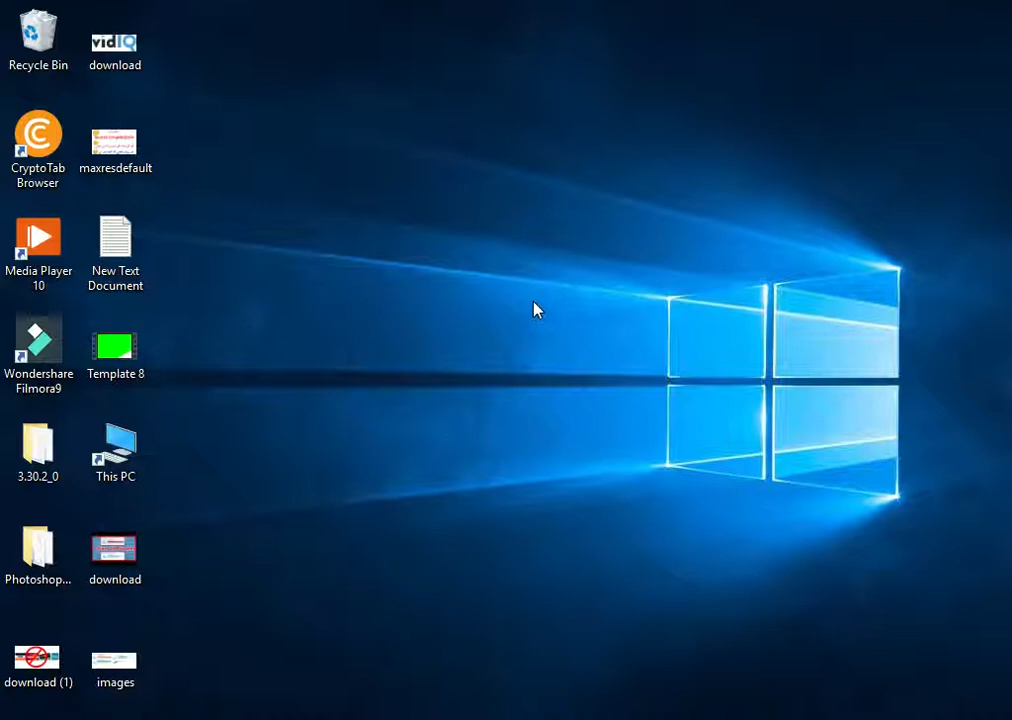 Recycle Bin
vidIQ
download
CryptoTab
Browser
maxresdefault
Media Player
10
New Text
Document
Wondershare
Filmora9
Template 8
3.30.2_0
This PC
Photoshop...
download
download (1)
images